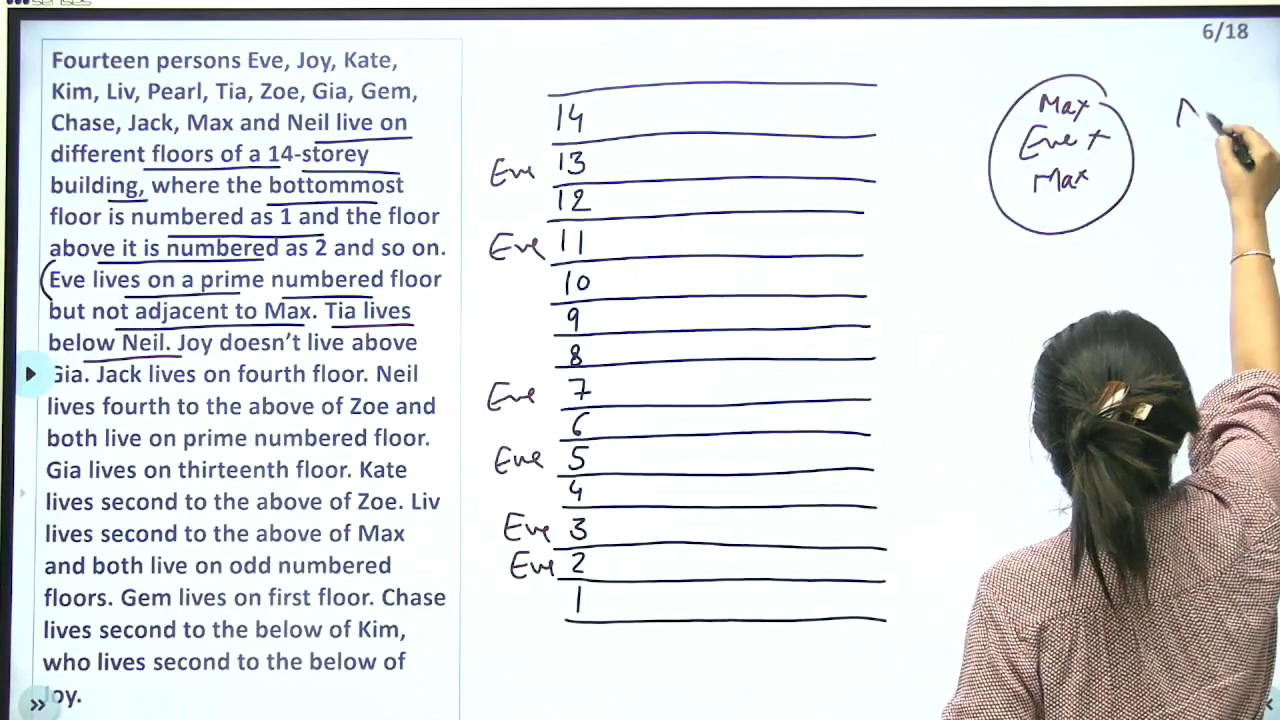 6/18
Fourteen persons Eve, Joy, Kate,
Kim, Liv, Pearl, Tia, Zoe, Gia, Gem,
Chase, Jack, Max and Neil live on
different floors of a 14-storey
building, where the bottommost
floor is numbered as 1 and the floor
above it is numbered as 2 and so on.
Eve lives on a prime numbered floor
but not adjacent to Max. Tia lives
below Neil. Joy doesn't live above
Gia. Jack lives on fourth floor. Neil
lives fourth to the above of Zoe and
both live on prime numbered floor.
Gia lives on thirteenth floor. Kate
lives second to the above of Zoe. Liv
lives second to the above of Max
and both live on odd numbered
floors. Gem lives on first floor. Chase
lives second to the below of Kim,
who lives second to the below of
Joy.
14
Eve 13
12
Eve 11
10
9
8
Eve 7
6
Eve 5
4
Eve 3
Eve 2
1
Max
Eve +
Max